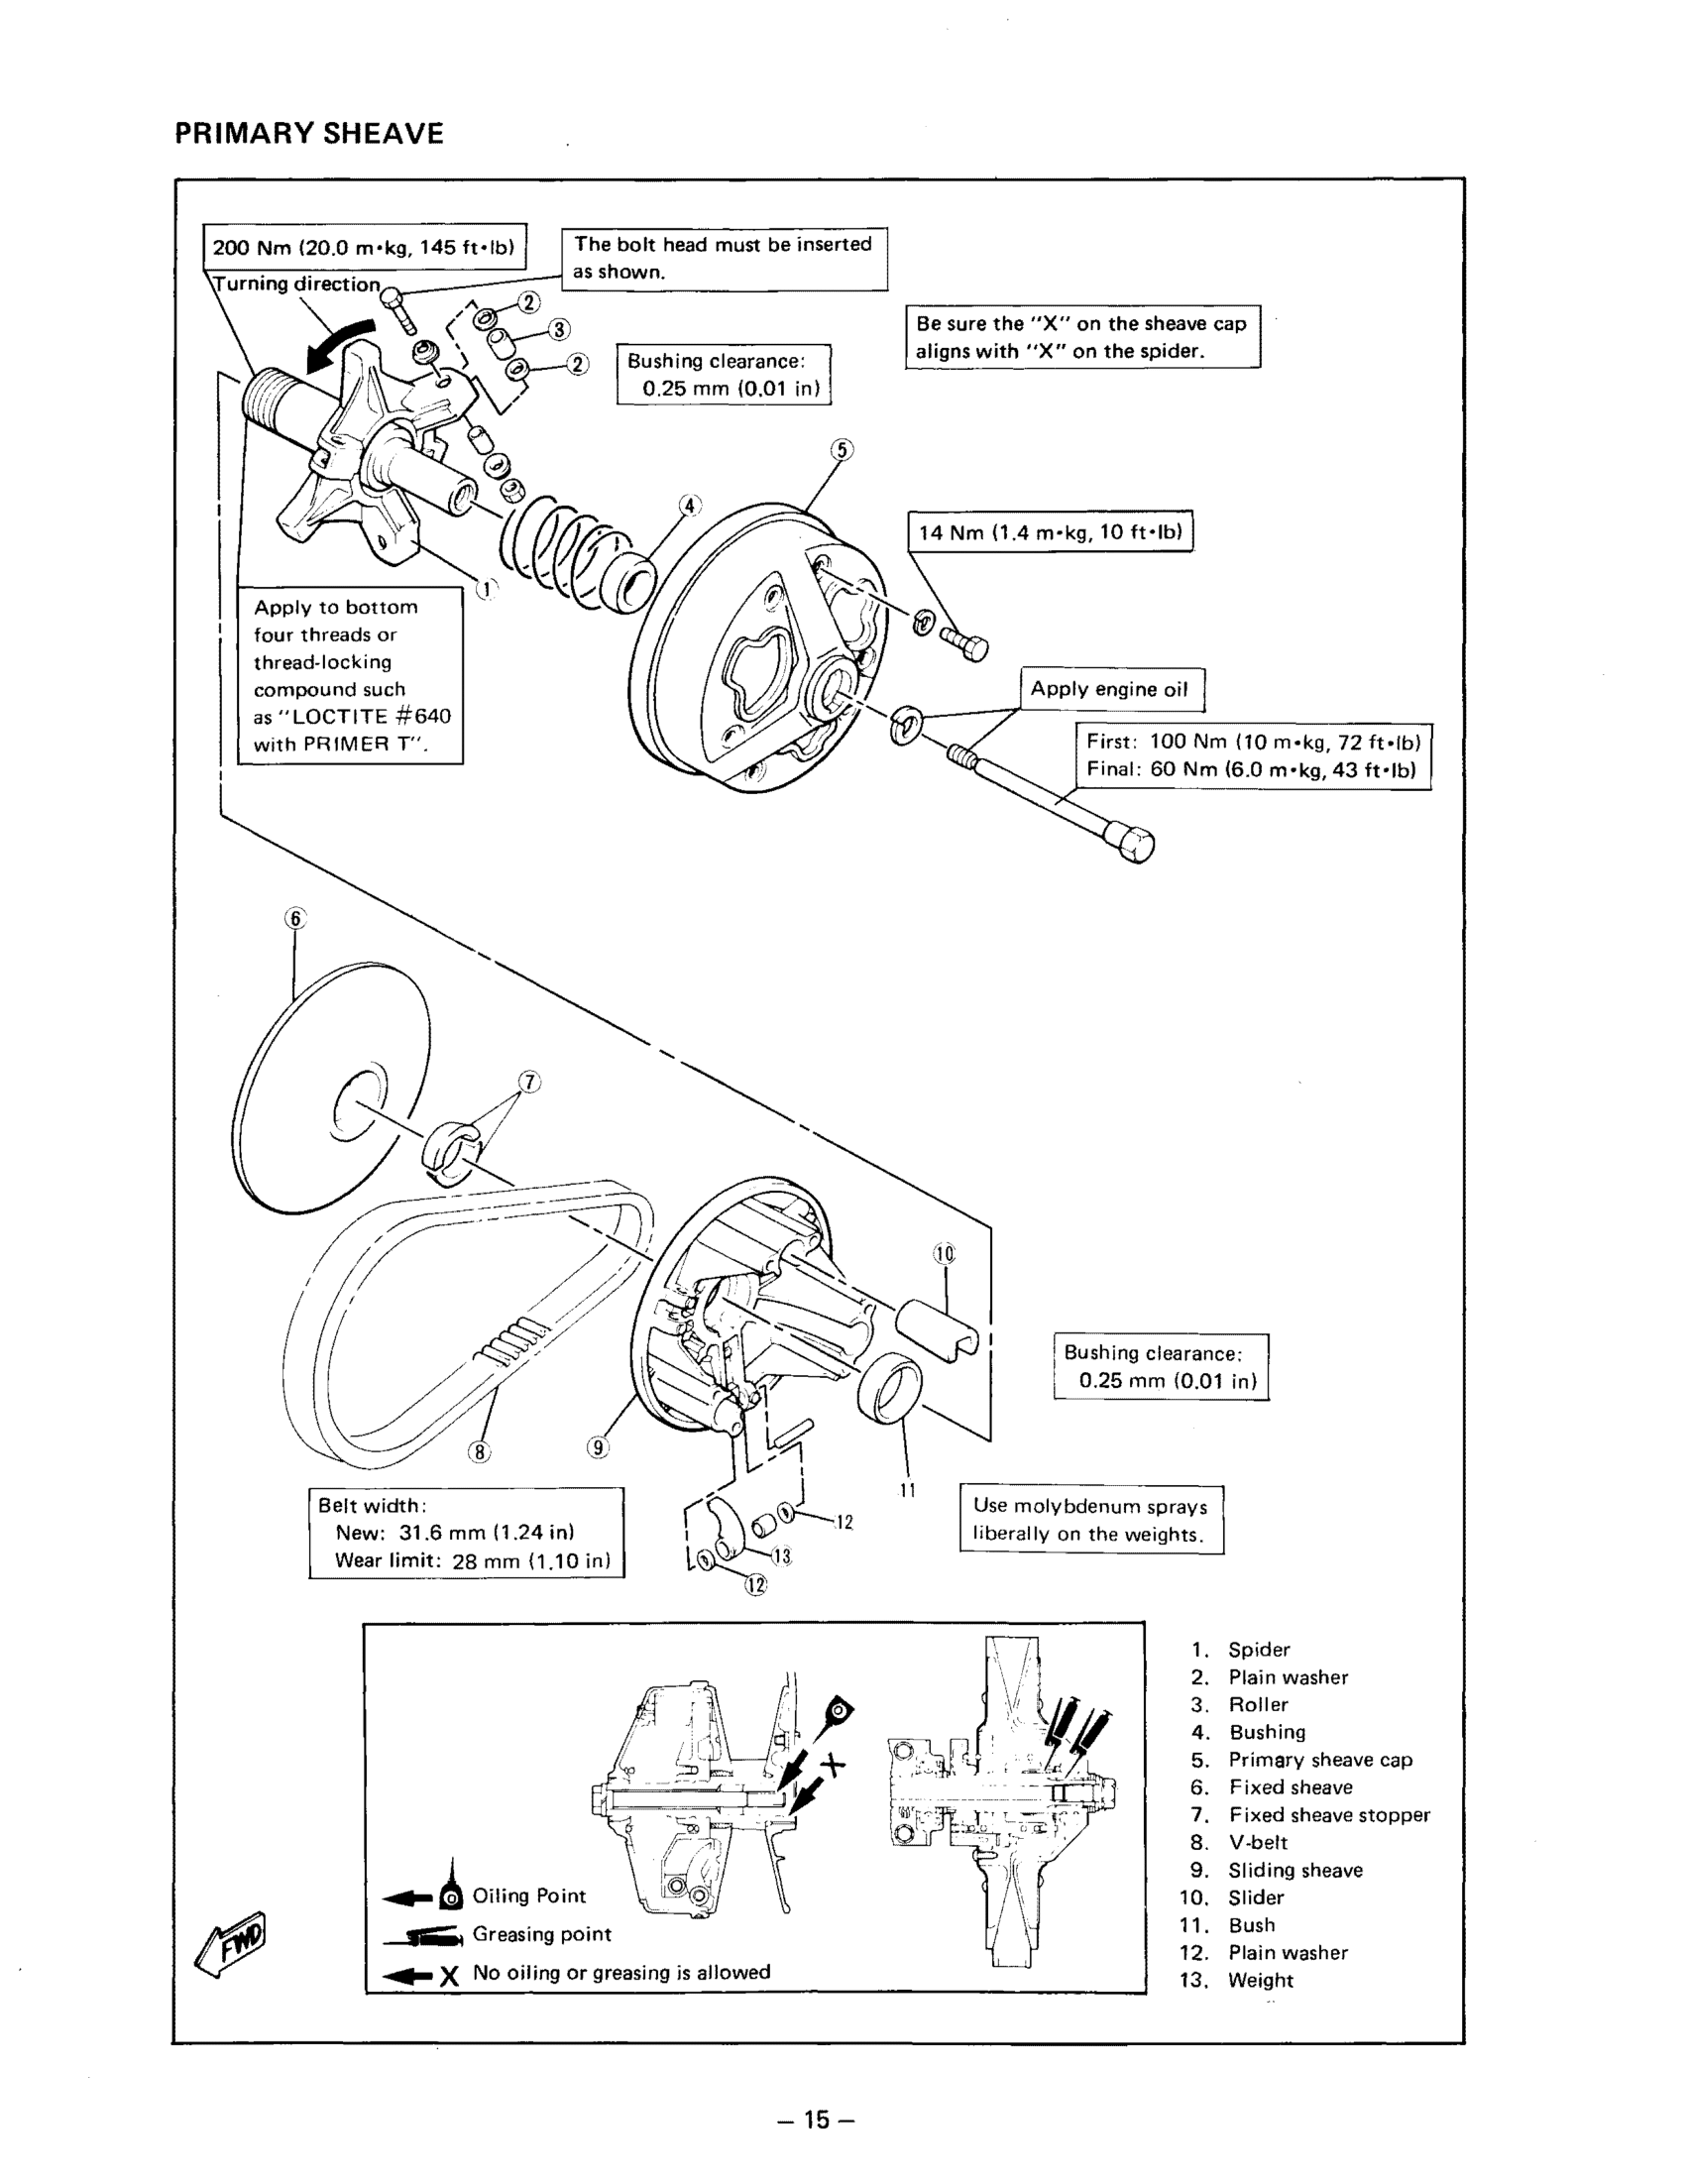 PRIMARY SHEAVE
200 Nm (20.0 m•kg, 145 ft•lb)
The bolt head must be inserted
as shown.
Turning direction
2
3
2
Be sure the "X" on the sheave cap
aligns with "X" on the spider.
Bushing clearance:
0.25 mm (0.01 in)
5
4
14 Nm (1.4 m•kg, 10 ft•lb)
1
Apply to bottom
four threads or
thread-locking
compound such
as "LOCTITE #640
with PRIMER T".
Apply engine oil
First: 100 Nm (10 m•kg, 72 ft•lb)
Final: 60 Nm (6.0 m•kg, 43 ft•lb)
6
7
10
Bushing clearance:
0.25 mm (0.01 in)
8
9
11
Belt width:
New: 31.6 mm (1.24 in)
Wear limit: 28 mm (1.10 in)
12
13
12
Use molybdenum sprays
liberally on the weights.
X
Oiling Point
Greasing point
X No oiling or greasing is allowed
FWD
1. Spider
2. Plain washer
3. Roller
4. Bushing
5. Primary sheave cap
6. Fixed sheave
7. Fixed sheave stopper
8. V-belt
9. Sliding sheave
10. Slider
11. Bush
12. Plain washer
13. Weight
– 15 –